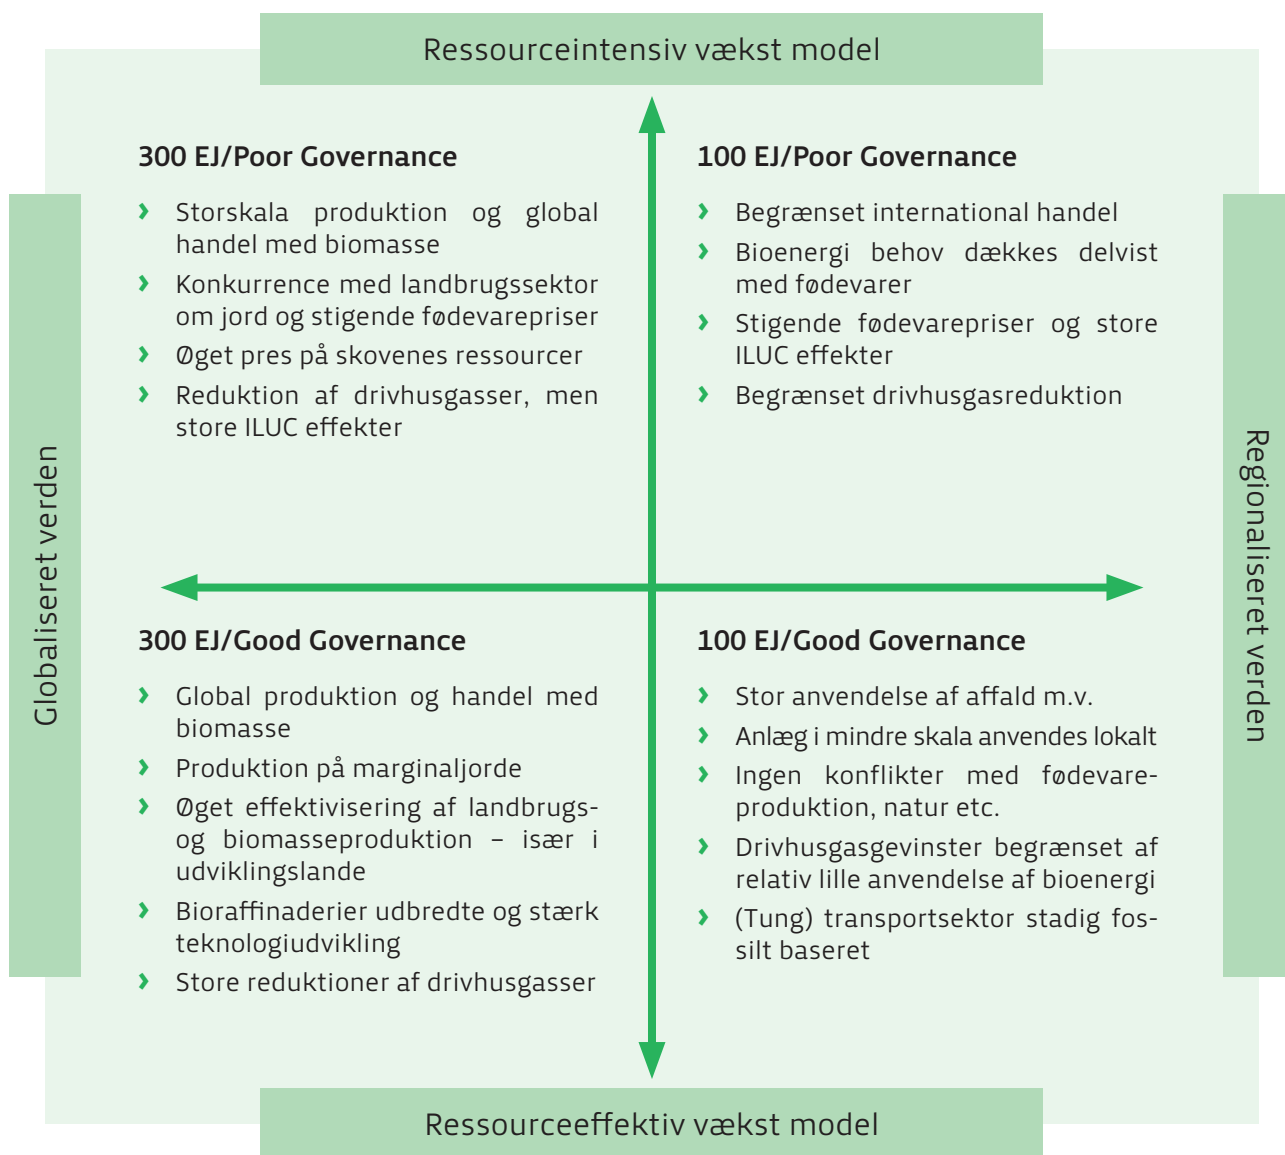 Ressourceintensiv vækst model
Globaliseret verden
300 EJ/Poor Governance
Storskala produktion og global
handel med biomasse
Konkurrence med landbrugssektor
om jord og stigende fødevarepriser
Øget pres på skovenes ressourcer
Reduktion af drivhusgasser, men
store ILUC effekter
100 EJ/Poor Governance
Begrænset international handel
Bioenergi behov dækkes delvist
med fødevarer
Stigende fødevarepriser og store
ILUC effekter
Begrænset drivhusgasreduktion
Regionaliseret verden
300 EJ/Good Governance
Global produktion og handel med
biomasse
Produktion på marginaljorde
Øget effektivisering af landbrugs-
og biomasseproduktion – især i
udviklingslande
Bioraffinaderier udbredte og stærk
teknologiudvikling
Store reduktioner af drivhusgasser
100 EJ/Good Governance
Stor anvendelse af affald m.v.
Anlæg i mindre skala anvendes lokalt
Ingen konflikter med fødevare-
produktion, natur etc.
Drivhusgasgevinster begrænset af
relativ lille anvendelse af bioenergi
(Tung) transportsektor stadig fos-
silt baseret
Ressourceeffektiv vækst model